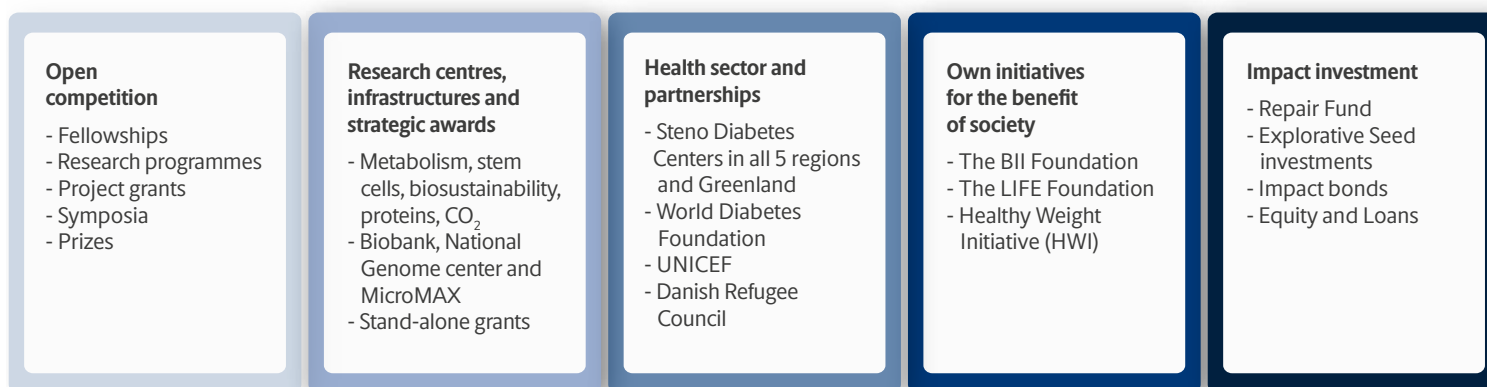 Open
competition
- Fellowships
- Research programmes
- Project grants
- Symposia
- Prizes
Research centres,
infrastructures and
strategic awards
- Metabolism, stem
cells, biosustainability,
proteins, CO₂
- Biobank, National
Genome center and
MicroMAX
- Stand-alone grants
Health sector and
partnerships
- Steno Diabetes
Centers in all 5 regions
and Greenland
- World Diabetes
Foundation
- UNICEF
- Danish Refugee
Council
Own initiatives
for the benefit
of society
- The BII Foundation
- The LIFE Foundation
- Healthy Weight
Initiative (HWI)
Impact investment
- Repair Fund
- Explorative Seed
investments
- Impact bonds
- Equity and Loans